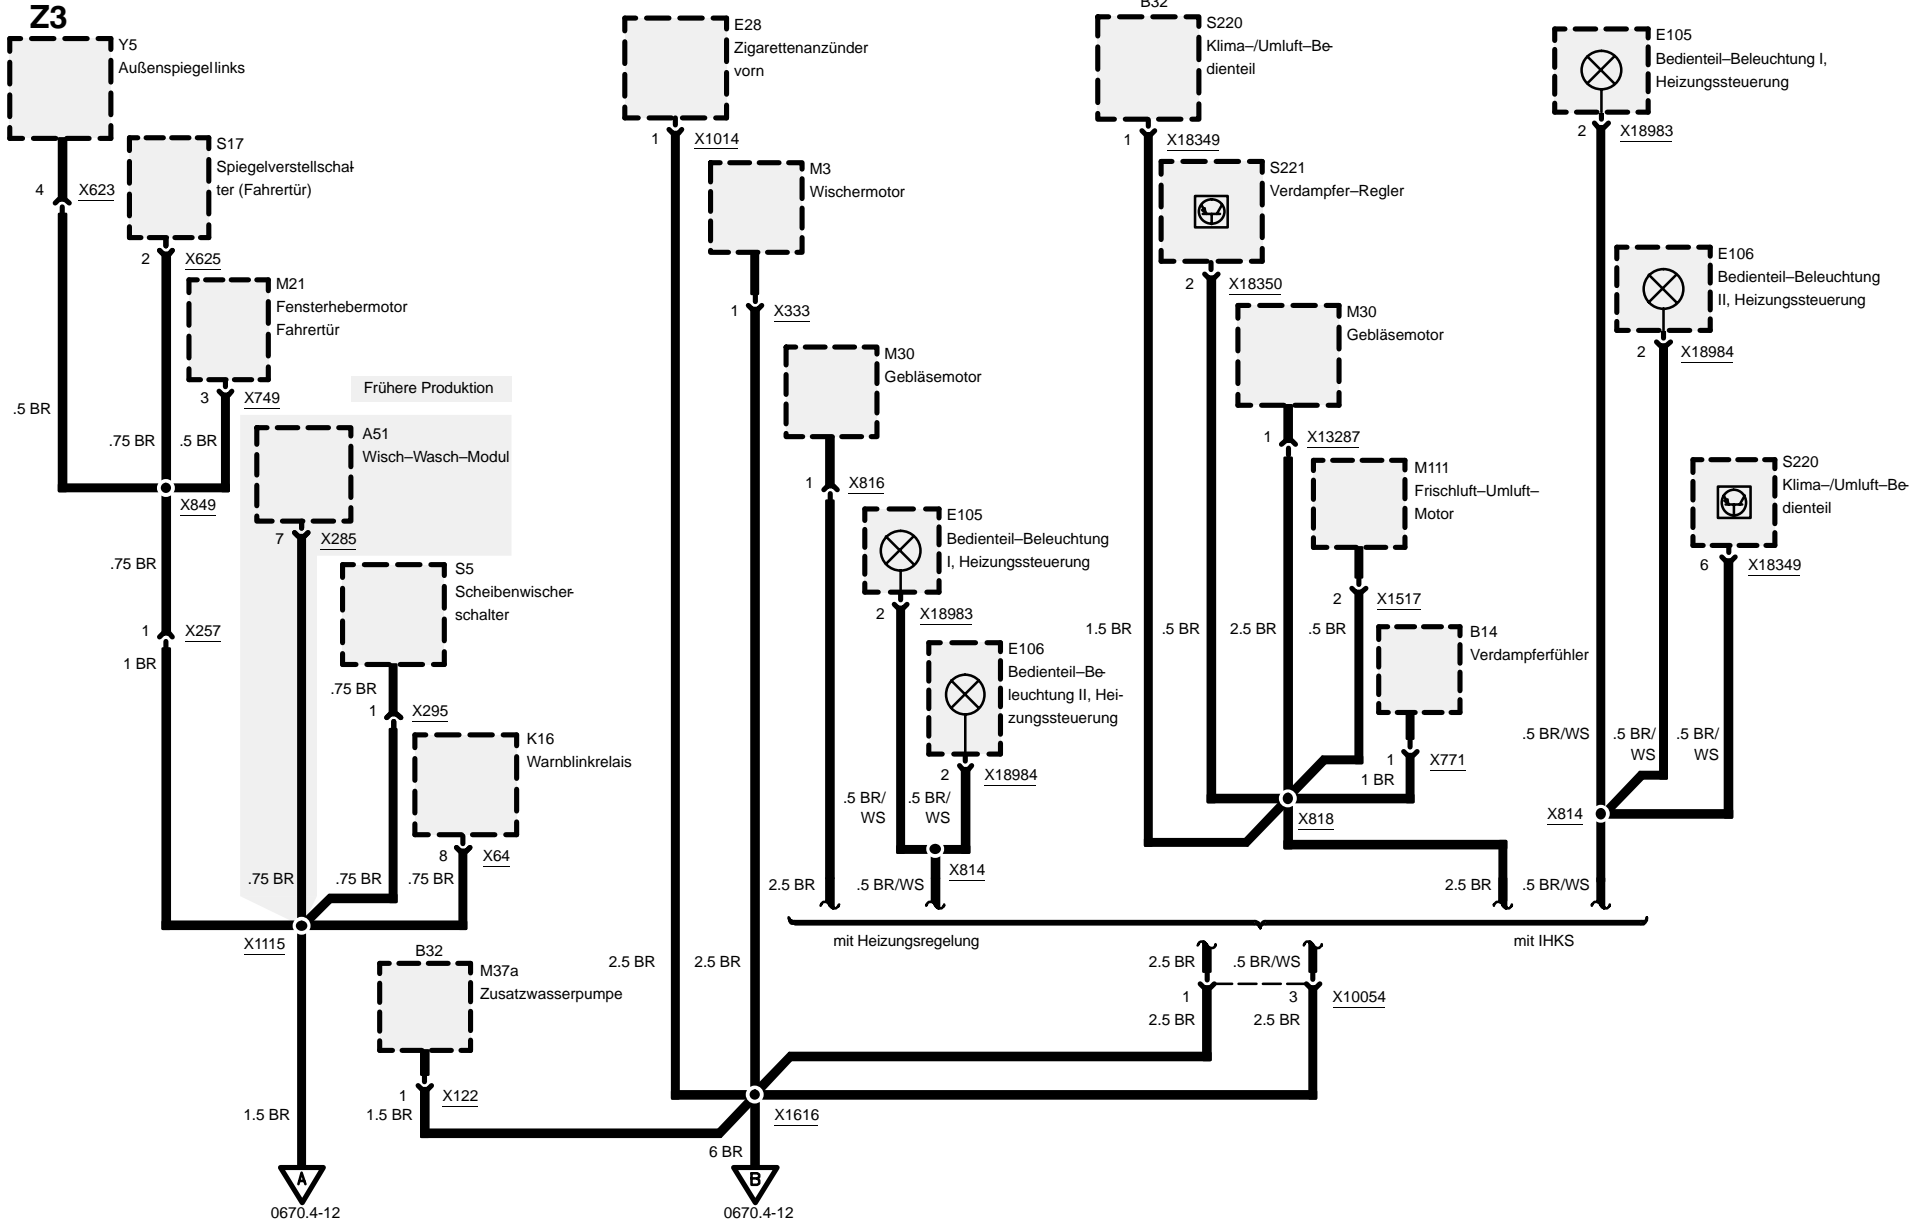 Z3
Y5
Außenspiegel links
4
X623
S17
Spiegelverstellschal-
ter (Fahrertür)
2
X625
M21
Fensterhebermotor
Fahrertür
3
X749
.5 BR
.75 BR
.5 BR
X849
Frühere Produktion
A51
Wisch–Wasch–Modul
7
X285
.75 BR
1
X257
1 BR
S5
Scheibenwischer-
schalter
.75 BR
1
X295
K16
Warnblinkrelais
8
X64
.75 BR
.75 BR
.75 BR
X1115
B32
M37a
Zusatzwasserpumpe
1
X122
1.5 BR
1.5 BR
A
0670.4-12
E28
Zigarettenanzünder
vorn
1
X1014
M3
Wischermotor
1
X333
M30
Gebläsemotor
1
X816
E105
Bedienteil–Beleuchtung
I, Heizungssteuerung
2
X18983
E106
Bedienteil–Be-
leuchtung II, Hei-
zungssteuerung
2
X18984
.5 BR/
WS
.5 BR/
WS
X814
2.5 BR
.5 BR/WS
mit Heizungsregelung
2.5 BR
2.5 BR
X1616
6 BR
B
0670.4-12
B32
S220
Klima–/Umluft–Be-
dienteil
1
X18349
S221
Verdampfer–Regler
2
X18350
M30
Gebläsemotor
1
X13287
M111
Frischluft–Umluft–
Motor
2
X1517
1.5 BR
.5 BR
2.5 BR
.5 BR
B14
Verdampferfühler
1
X771
1 BR
X818
2.5 BR
.5 BR/WS
mit IHKS
2.5 BR
.5 BR/WS
1
3
X10054
2.5 BR
2.5 BR
E105
Bedienteil–Beleuchtung I,
Heizungssteuerung
2
X18983
E106
Bedienteil–Beleuchtung
II, Heizungssteuerung
2
X18984
S220
Klima–/Umluft–Be-
dienteil
6
X18349
.5 BR/WS
.5 BR/
WS
.5 BR/
WS
X814